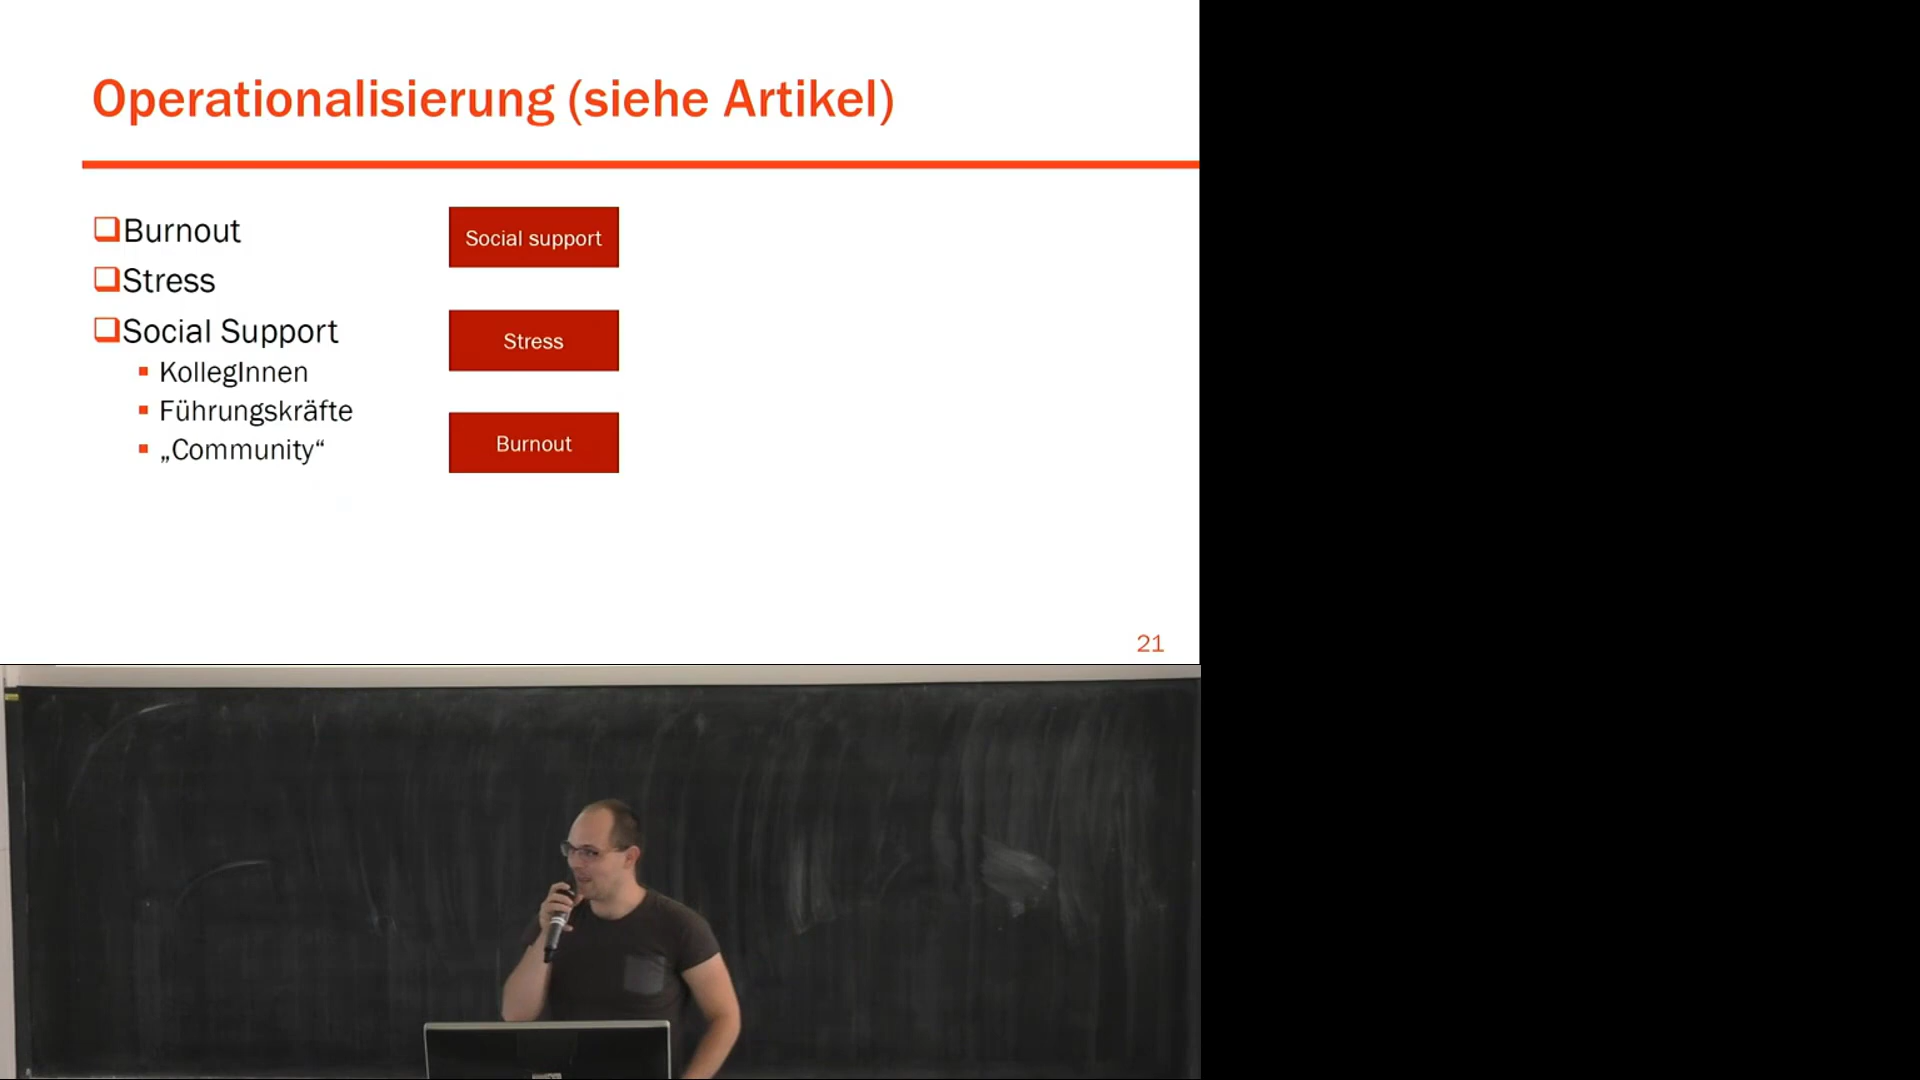 Operationalisierung (siehe Artikel)
Burnout
Stress
Social Support
KollegInnen
Führungskräfte
„Community“
Social support
Stress
Burnout
21